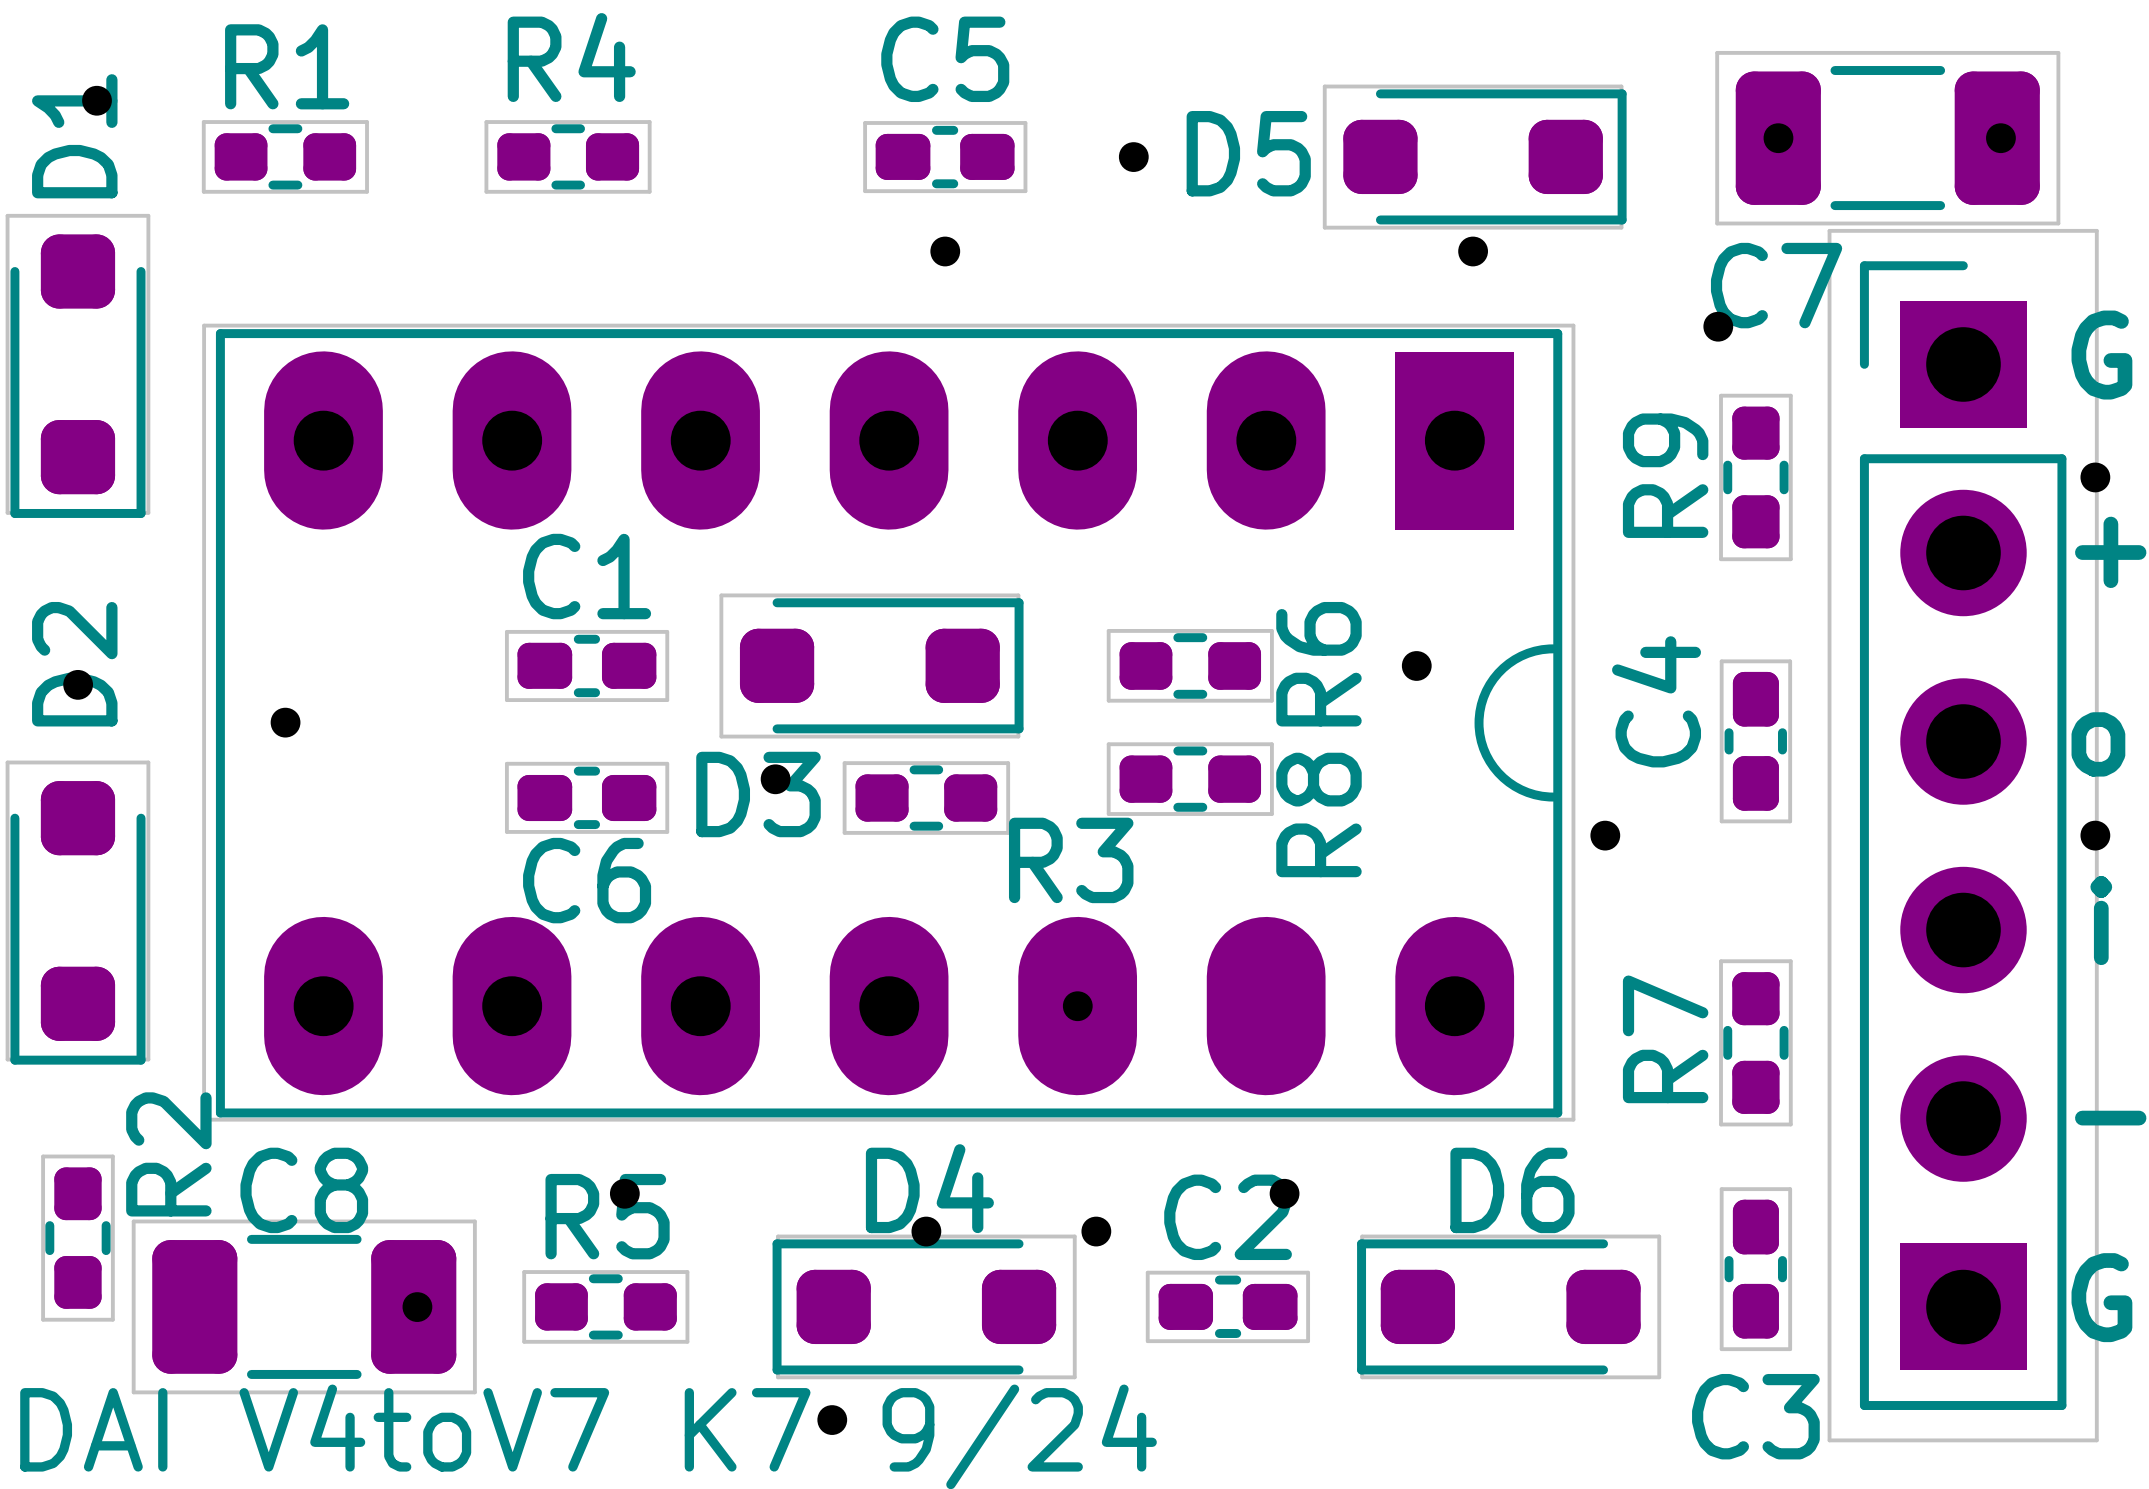 R1
R4
C5
D1
D5
C7
G
R9
+
C1
D2
R6
C4
o
D3
R8
C6
R3
i
R7
-
R2
C8
R5
D4
C2
D6
G
C3
DAI V4toV7 K7 9/24